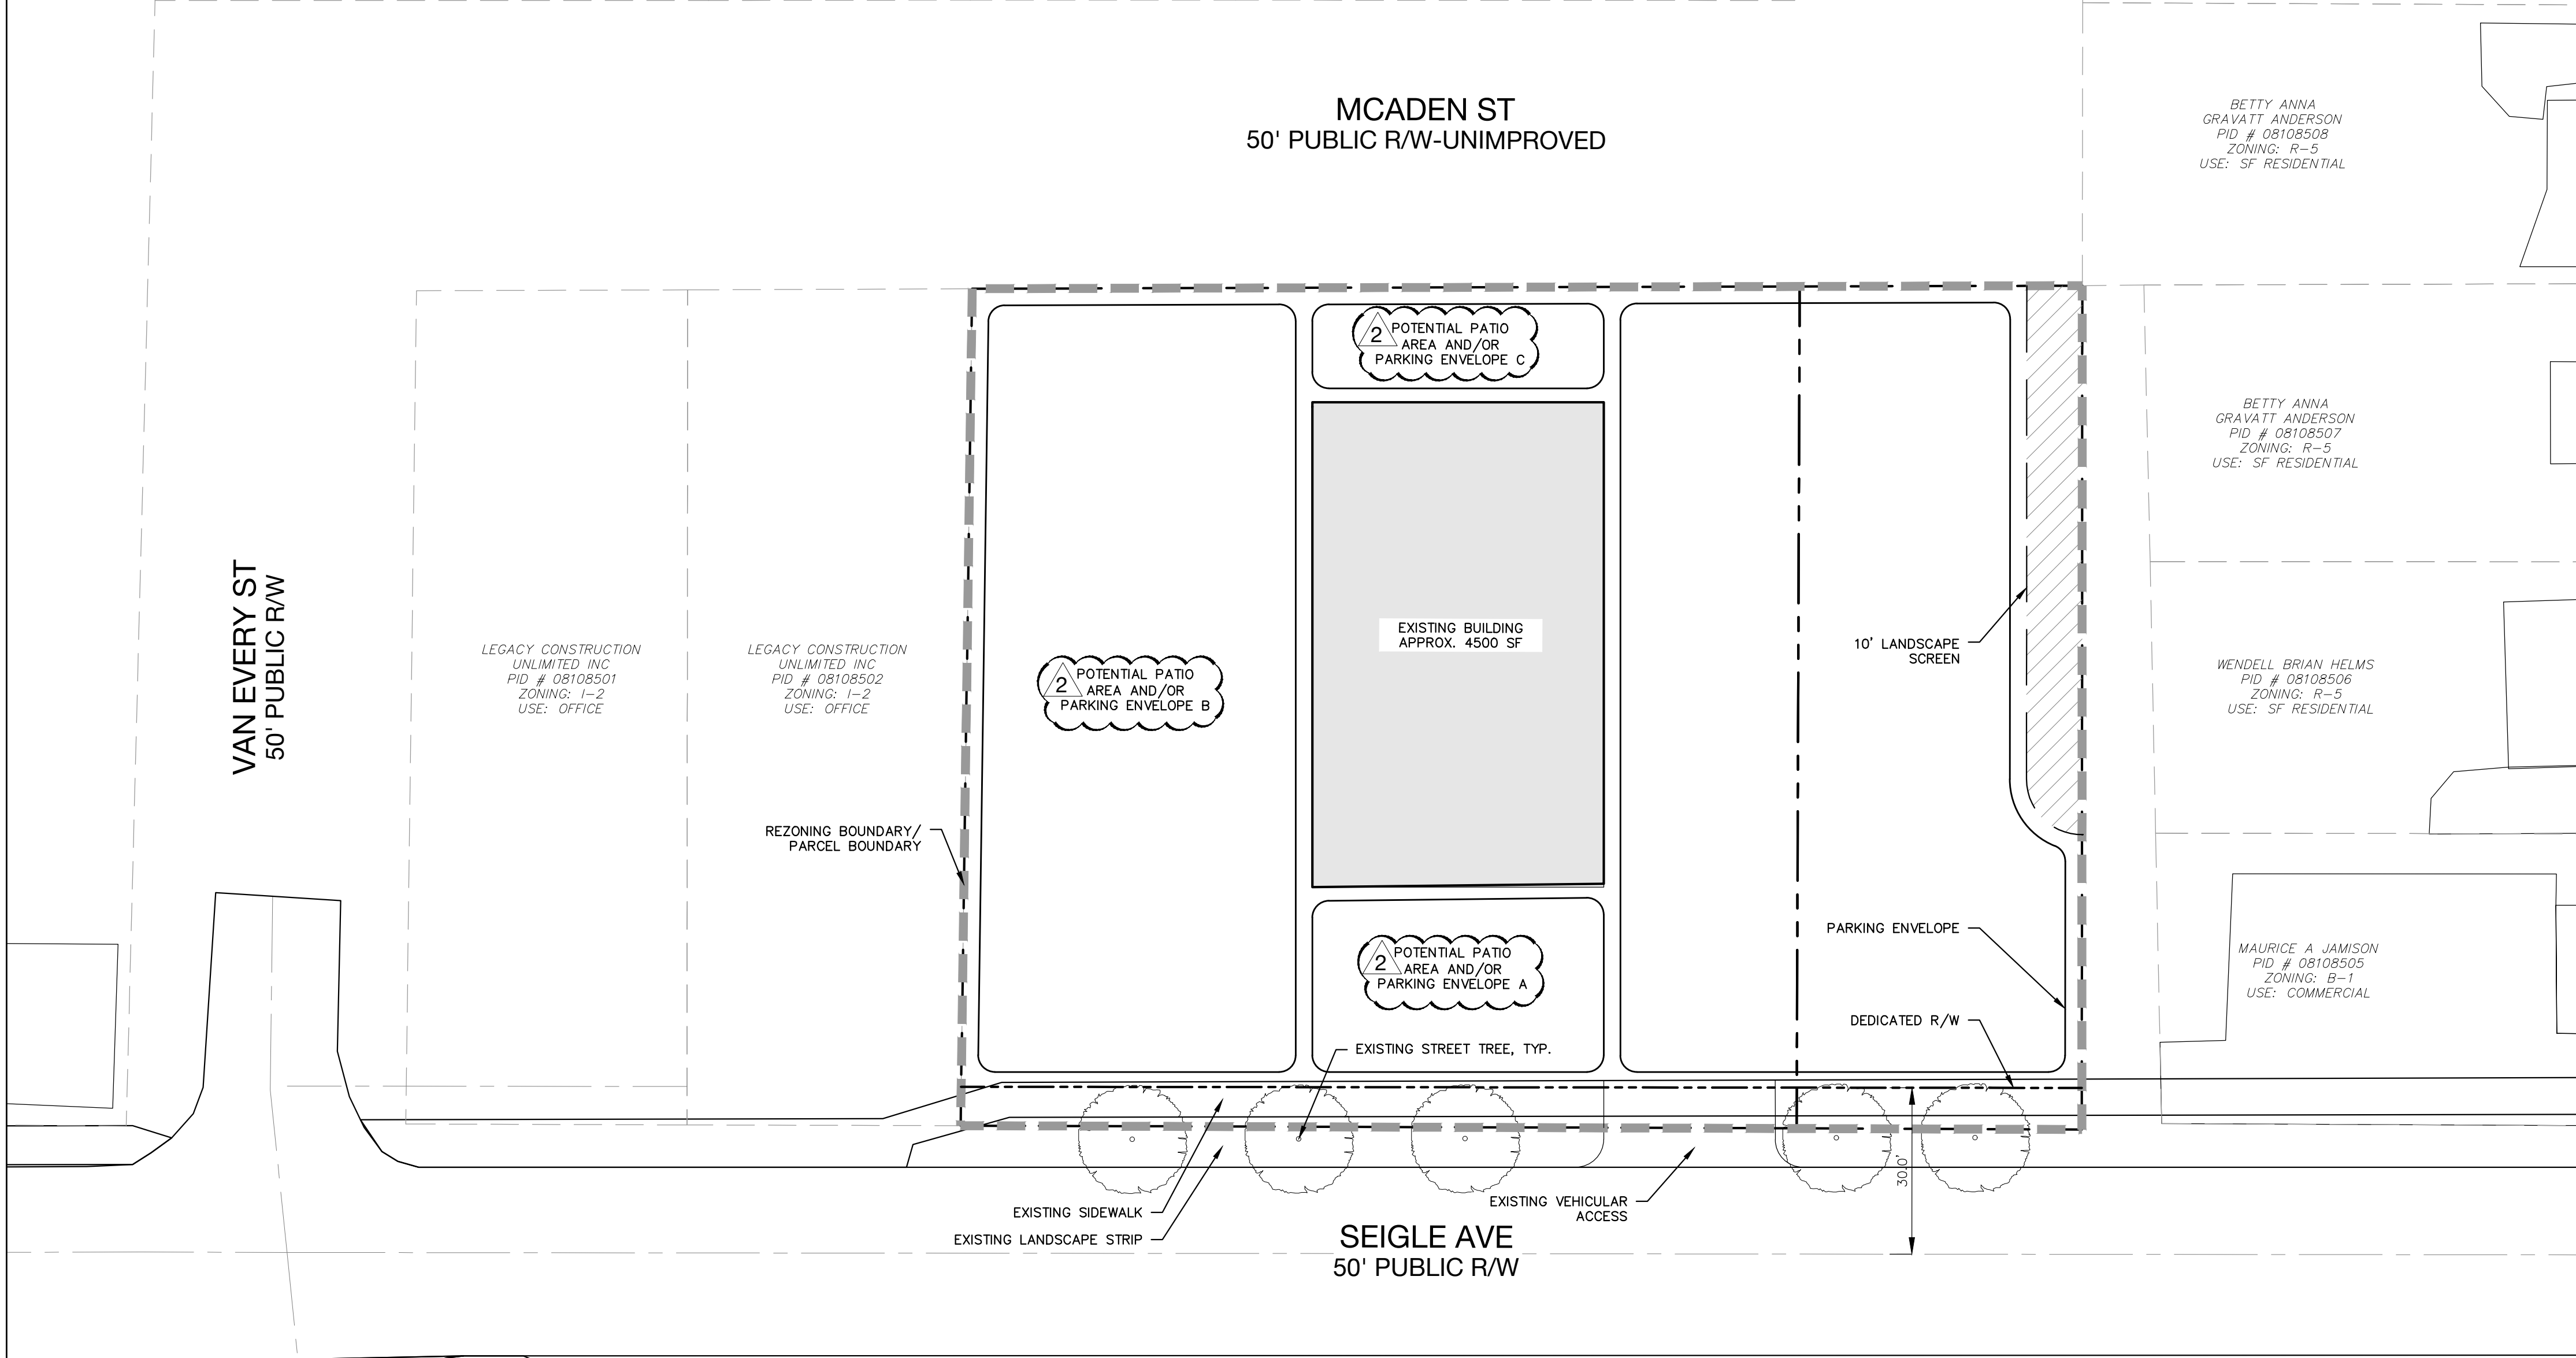 MCADEN ST
50' PUBLIC R/W-UNIMPROVED
BETTY ANNA
GRAVATT ANDERSON
PID # 08108508
ZONING: R-5
USE: SF RESIDENTIAL
2
POTENTIAL PATIO
AREA AND/OR
PARKING ENVELOPE C
BETTY ANNA
GRAVATT ANDERSON
PID # 08108507
ZONING: R-5
USE: SF RESIDENTIAL
VAN EVERY ST
50' PUBLIC R/W
LEGACY CONSTRUCTION
UNLIMITED INC
PID # 08108501
ZONING: I-2
USE: OFFICE
LEGACY CONSTRUCTION
UNLIMITED INC
PID # 08108502
ZONING: I-2
USE: OFFICE
2
POTENTIAL PATIO
AREA AND/OR
PARKING ENVELOPE B
EXISTING BUILDING
APPROX. 4500 SF
10' LANDSCAPE
SCREEN
WENDELL BRIAN HELMS
PID # 08108506
ZONING: R-5
USE: SF RESIDENTIAL
REZONING BOUNDARY/
PARCEL BOUNDARY
2
POTENTIAL PATIO
AREA AND/OR
PARKING ENVELOPE A
PARKING ENVELOPE
MAURICE A JAMISON
PID # 08108505
ZONING: B-1
USE: COMMERCIAL
DEDICATED R/W
EXISTING STREET TREE, TYP.
30.0'
EXISTING SIDEWALK
EXISTING LANDSCAPE STRIP
EXISTING VEHICULAR
ACCESS
SEIGLE AVE
50' PUBLIC R/W